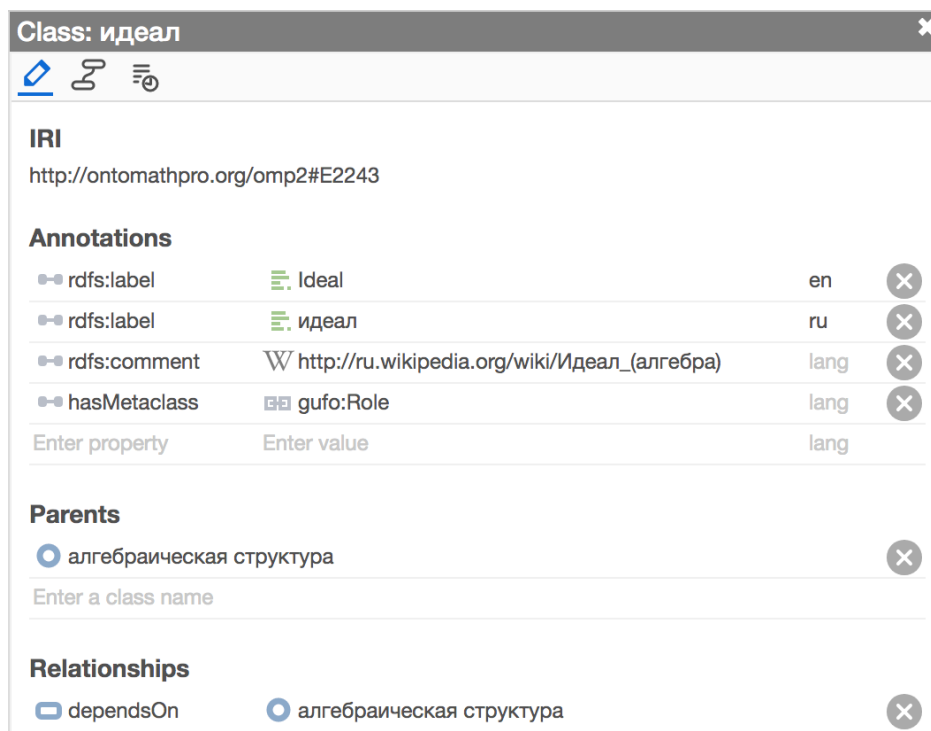 Class: идеал
IRI
http://ontomathpro.org/omp2#E2243
Annotations
rdfs:label Ideal en
rdfs:label идеал ru
rdfs:comment http://ru.wikipedia.org/wiki/Идеал_(алгебра) lang
hasMetaclass gufo:Role lang
Enter property Enter value lang
Parents
алгебраическая структура
Enter a class name
Relationships
dependsOn алгебраическая структура